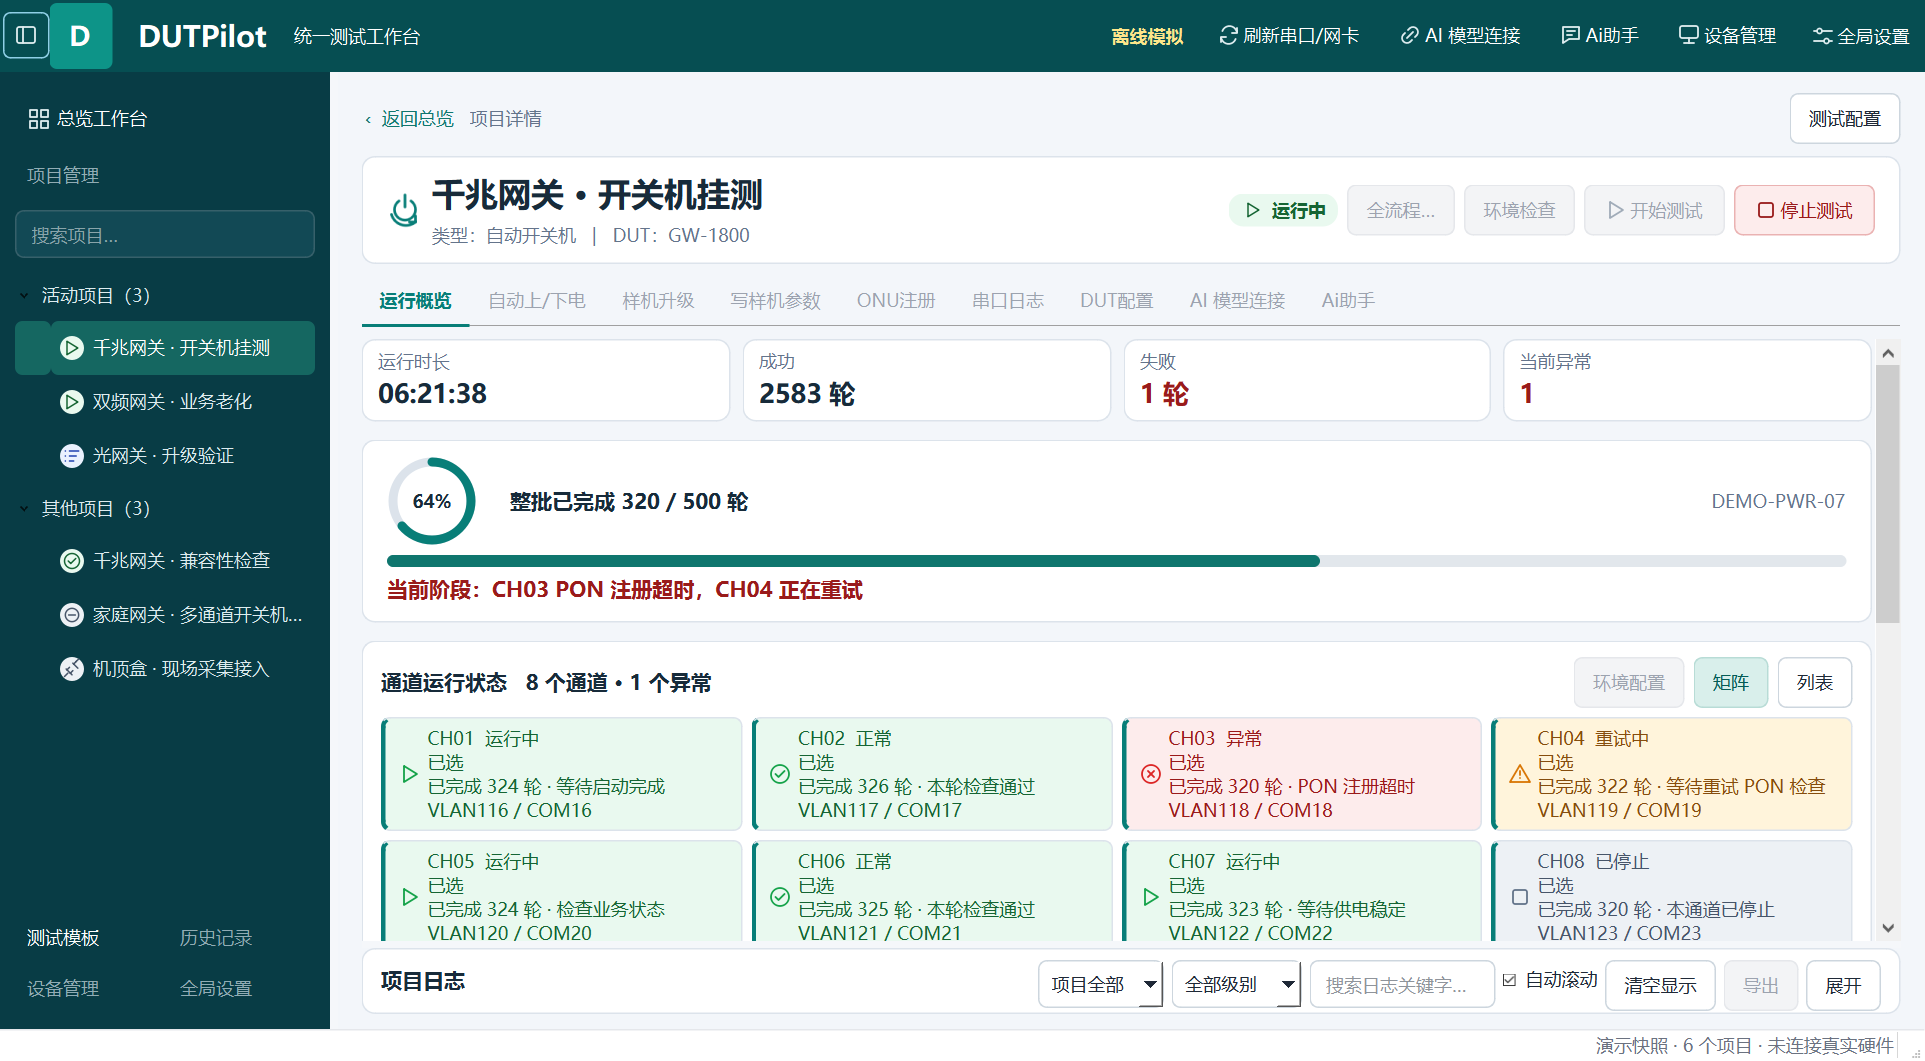 D DUTPilot 统一测试工作台 离线模拟 刷新串口/网卡 AI 模型连接 Ai助手 设备管理 全局设置
总览工作台
项目管理
搜索项目...
活动项目（3）
千兆网关 · 开关机挂测
双频网关 · 业务老化
光网关 · 升级验证
其他项目（3）
千兆网关 · 兼容性检查
家庭网关 · 多通道开关机...
机顶盒 · 现场采集接入
测试模板 历史记录
设备管理 全局设置
‹ 返回总览 项目详情 测试配置
千兆网关 • 开关机挂测
类型：自动开关机 | DUT：GW-1800
运行中 全流程... 环境检查 开始测试 停止测试
运行概览 自动上/下电 样机升级 写样机参数 ONU注册 串口日志 DUT配置 AI 模型连接 Ai助手
运行时长
06:21:38
成功
2583 轮
失败
1 轮
当前异常
1
64% 整批已完成 320 / 500 轮 DEMO-PWR-07
当前阶段：CH03 PON 注册超时，CH04 正在重试
通道运行状态 8 个通道 • 1 个异常 环境配置 矩阵 列表
CH01 运行中
已选
已完成 324 轮 · 等待启动完成
VLAN116 / COM16
CH02 正常
已选
已完成 326 轮 · 本轮检查通过
VLAN117 / COM17
CH03 异常
已选
已完成 320 轮 · PON 注册超时
VLAN118 / COM18
CH04 重试中
已选
已完成 322 轮 · 等待重试 PON 检查
VLAN119 / COM19
CH05 运行中
已选
已完成 324 轮 · 检查业务状态
VLAN120 / COM20
CH06 正常
已选
已完成 325 轮 · 本轮检查通过
VLAN121 / COM21
CH07 运行中
已选
已完成 323 轮 · 等待供电稳定
VLAN122 / COM22
CH08 已停止
已选
已完成 320 轮 · 本通道已停止
VLAN123 / COM23
项目日志 项目全部 全部级别 搜索日志关键字... 自动滚动 清空显示 导出 展开
演示快照 · 6 个项目 · 未连接真实硬件